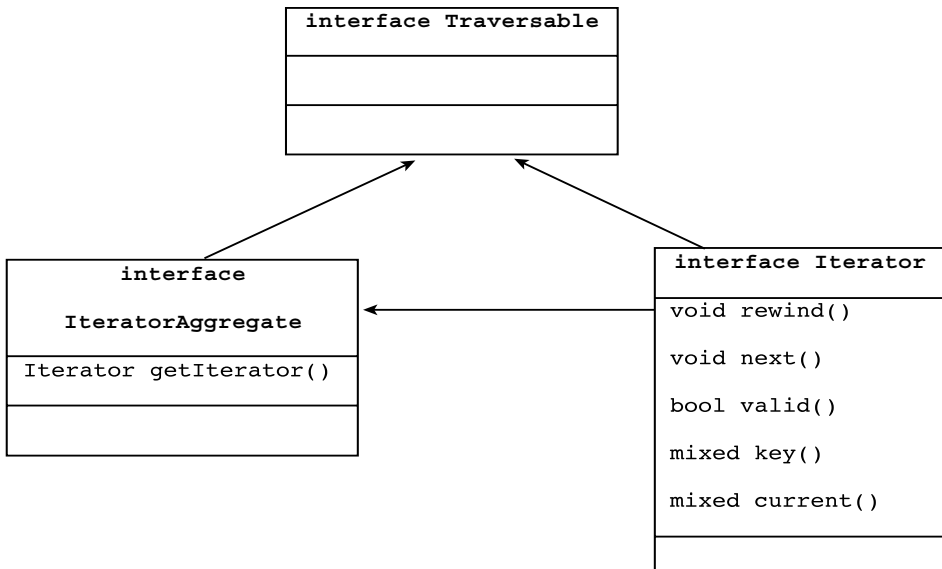 interface Traversable
interface
IteratorAggregate
Iterator getIterator()
interface Iterator
void rewind()
void next()
bool valid()
mixed key()
mixed current()